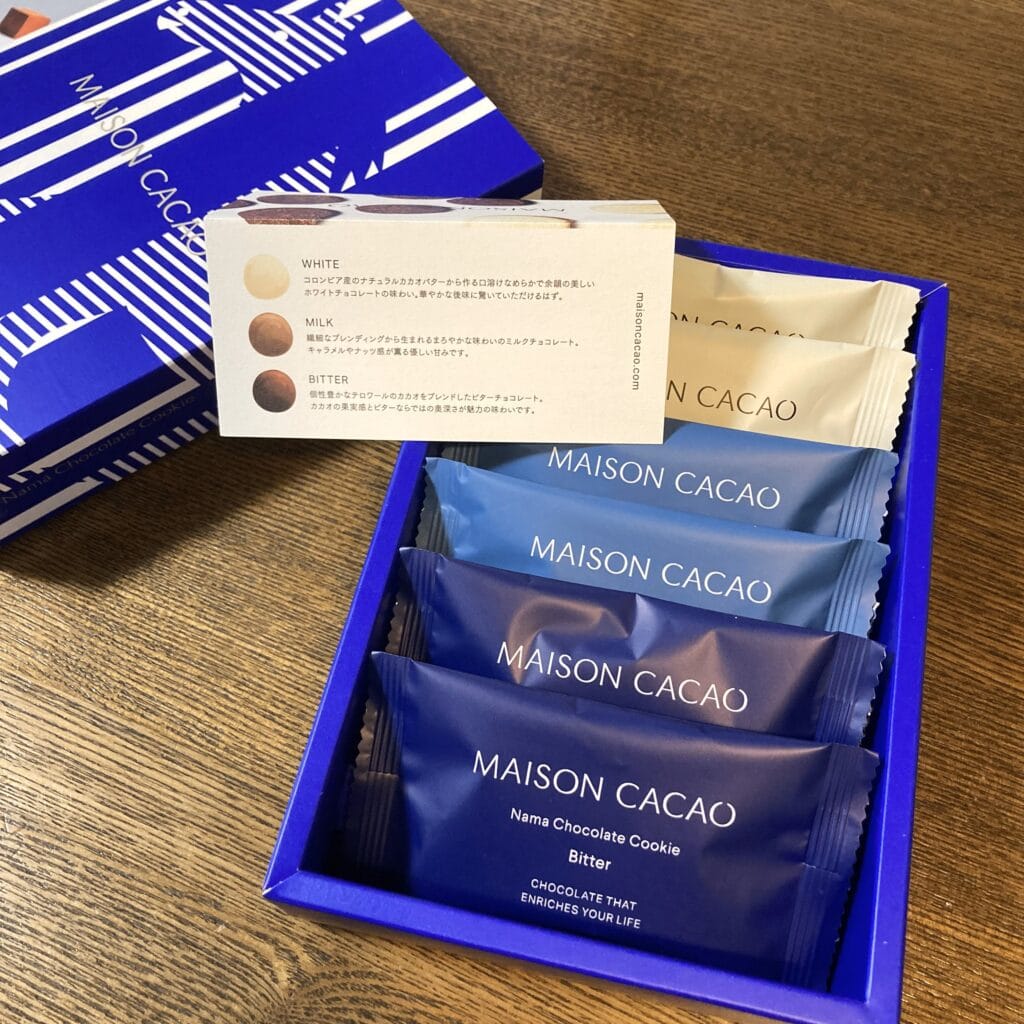 MAISON CACAO
Nama Chocolate Cookie
MAISON
WHITE
コロンビア産のナチュラルカカオバターから作る口溶けなめらかで余韻の美しい
ホワイトチョコレートの味わい。華やかな後味に驚いていただけるはず。
MILK
繊細なブレンディングから生まれるまろやかな味わいのミルクチョコレート。
キャラメルやナッツ感が薫る優しい甘みです。
BITTER
個性豊かなテロワールのカカオをブレンドしたビターチョコレート。
カカオの果実感とビターならではの奥深さが魅力の味わいです。
maisoncacao.com
CACAO
CACAO
MAISON CACAO
MAISON CACAO
MAISON CACAO
MAISON CACAO
Nama Chocolate Cookie
Bitter
CHOCOLATE THAT
ENRICHES YOUR LIFE